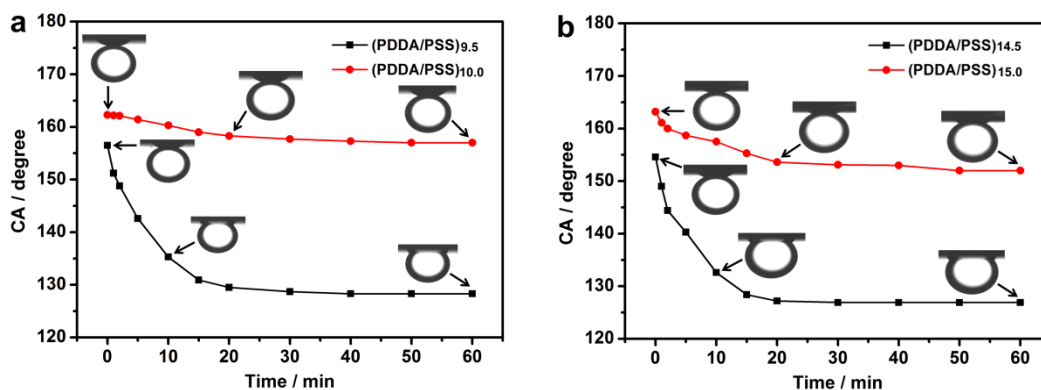 a
(PDDA/PSS)9.5
(PDDA/PSS)10.0
CA / degree
180
170
160
150
140
130
120
0 10 20 30 40 50 60
Time / min
b
(PDDA/PSS)14.5
(PDDA/PSS)15.0
CA / degree
180
170
160
150
140
130
120
0 10 20 30 40 50 60
Time / min